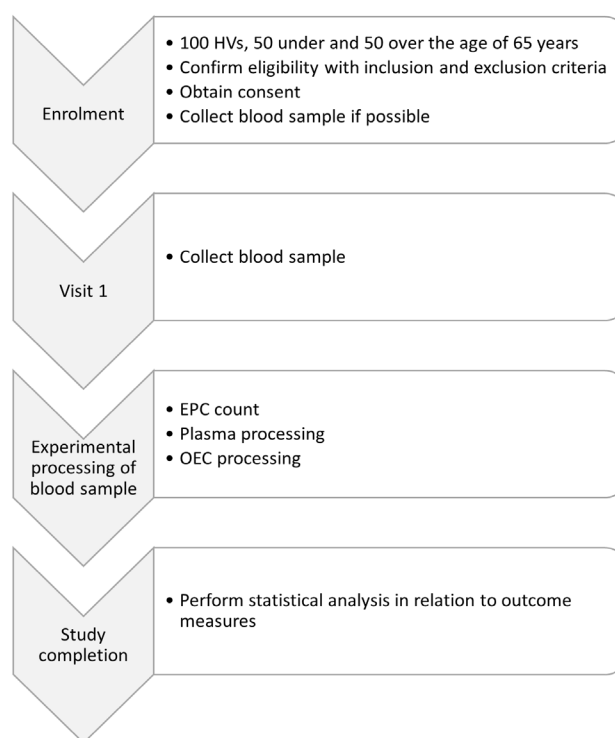 Enrolment
• 100 HVs, 50 under and 50 over the age of 65 years
• Confirm eligibility with inclusion and exclusion criteria
• Obtain consent
• Collect blood sample if possible
Visit 1
• Collect blood sample
Experimental
processing of
blood sample
• EPC count
• Plasma processing
• OEC processing
Study
completion
• Perform statistical analysis in relation to outcome
measures